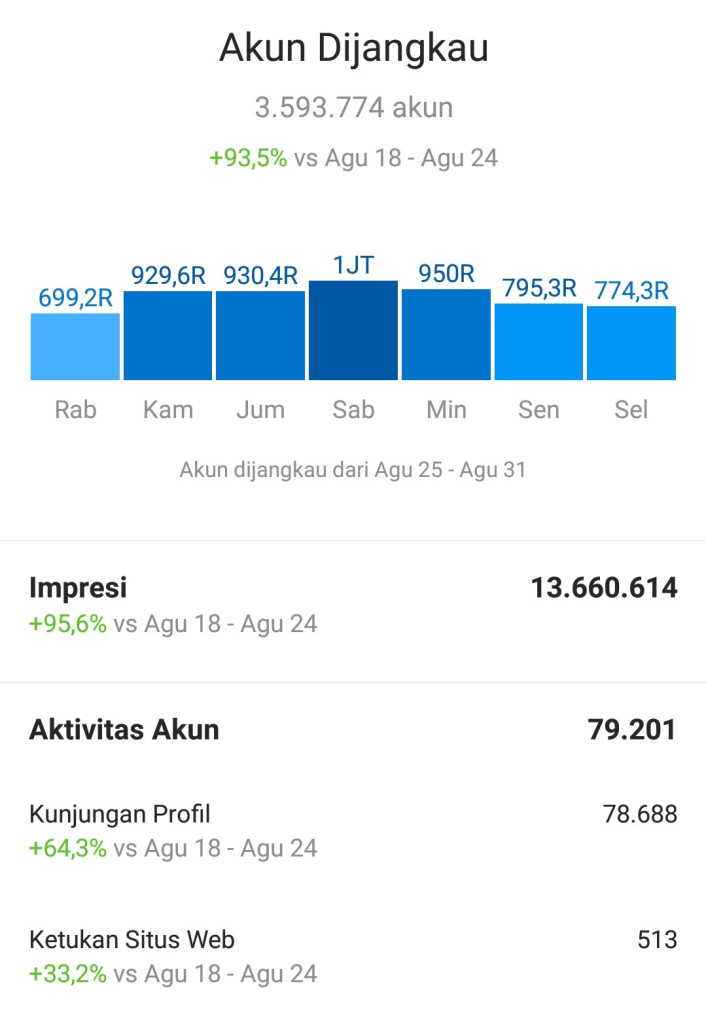 Akun Dijangkau
3.593.774 akun
+93,5% vs Agu 18 - Agu 24
699,2R 929,6R 930,4R 1JT 950R 795,3R 774,3R
Rab Kam Jum Sab Min Sen Sel
Akun dijangkau dari Agu 25 - Agu 31
Impresi 13.660.614
+95,6% vs Agu 18 - Agu 24
Aktivitas Akun 79.201
Kunjungan Profil 78.688
+64,3% vs Agu 18 - Agu 24
Ketukan Situs Web 513
+33,2% vs Agu 18 - Agu 24